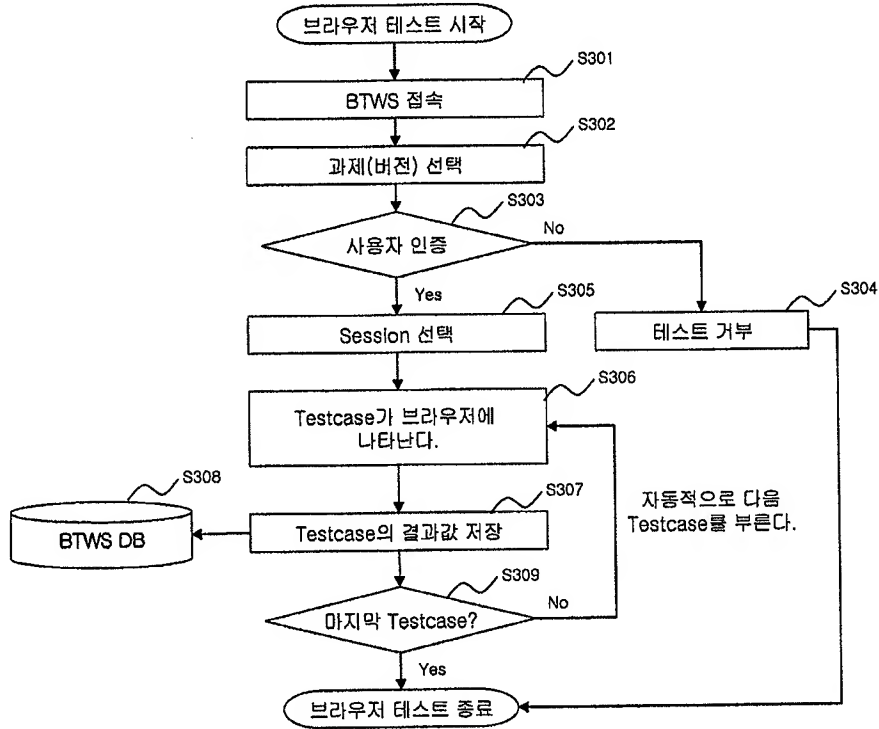 브라우저 테스트 시작
S301
BTWS 접속
S302
과제(버전) 선택
S303
사용자 인증
No
Yes
S305
Session 선택
S304
테스트 거부
S306
Testcase가 브라우저에
나타난다.
S308
BTWS DB
S307
Testcase의 결과값 저장
자동적으로 다음
Testcase를 부른다.
S309
마지막 Testcase?
No
Yes
브라우저 테스트 종료